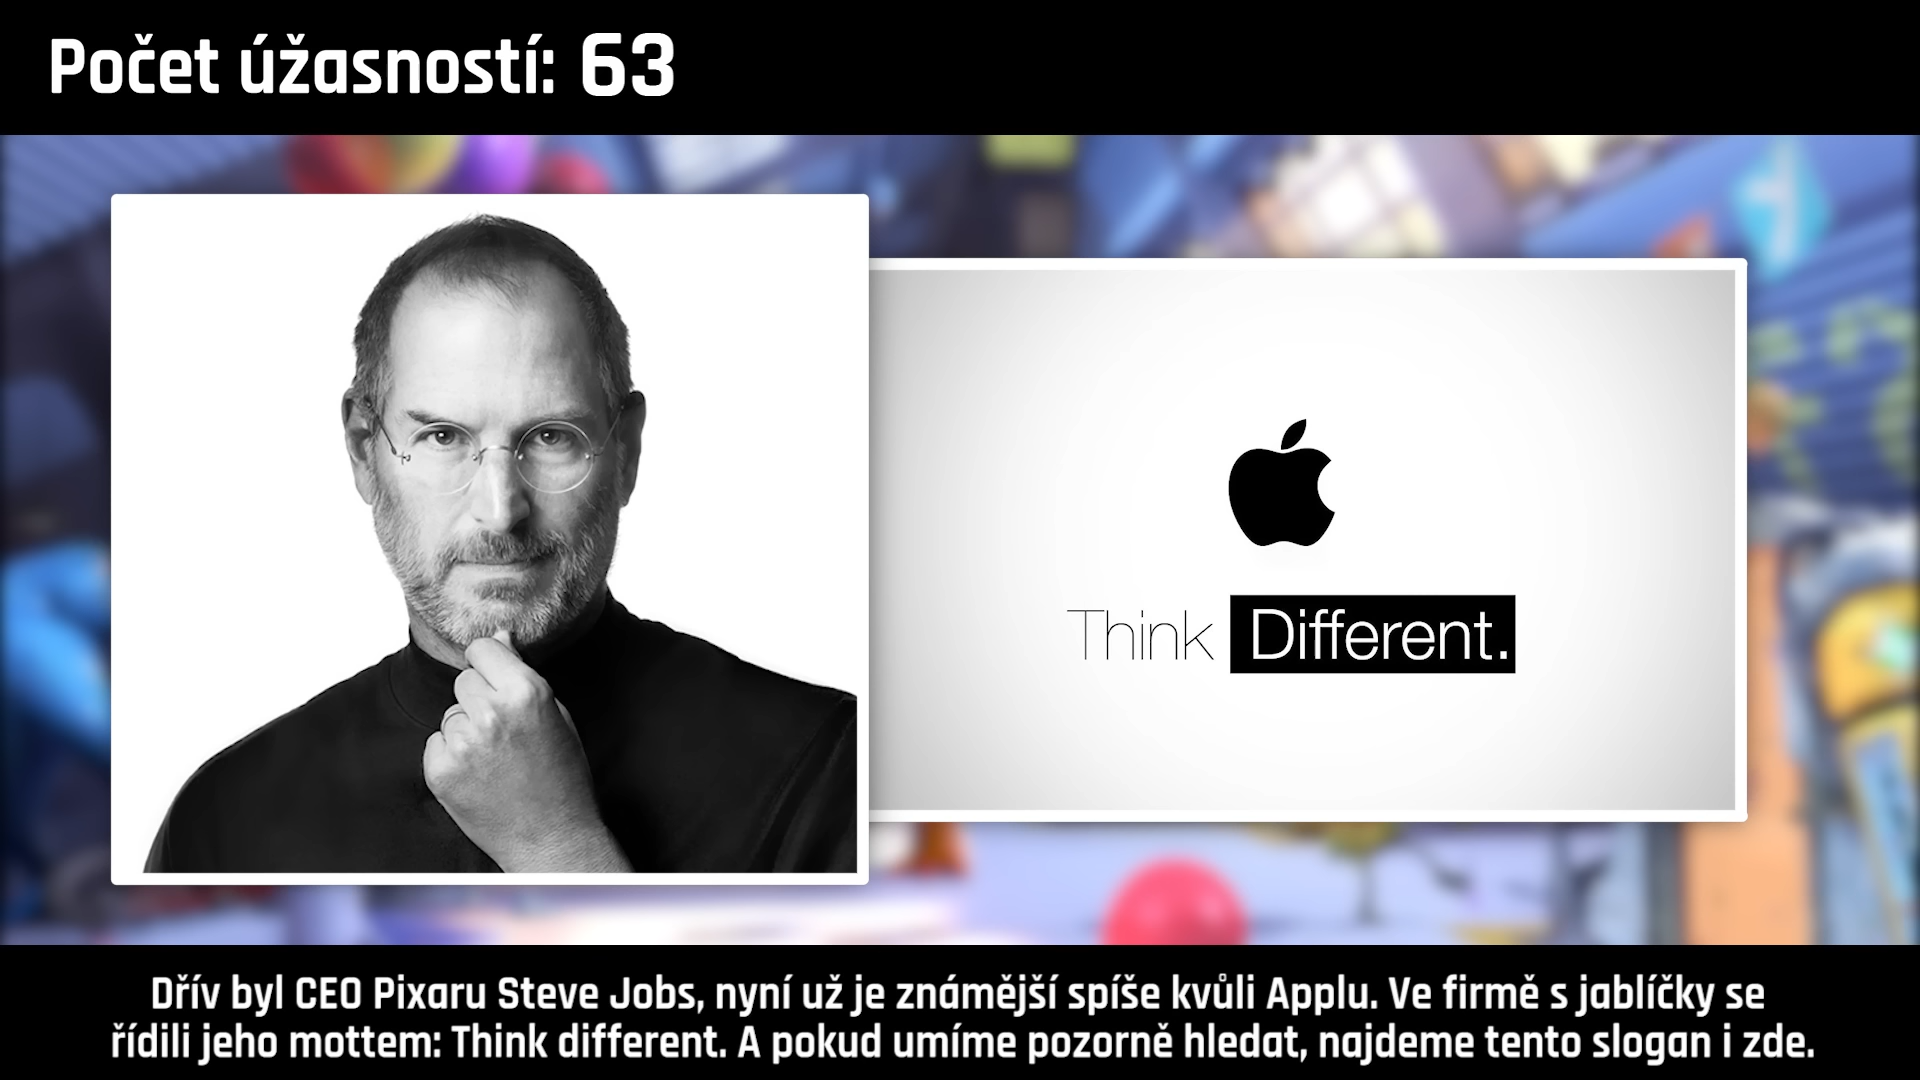 Počet úžasností: 63
Think Different.
Dřív byl CEO Pixaru Steve Jobs, nyní už je známější spíše kvůli Applu. Ve firmě s jablíčky se
řídili jeho mottem: Think different. A pokud umíme pozorně hledat, najdeme tento slogan i zde.